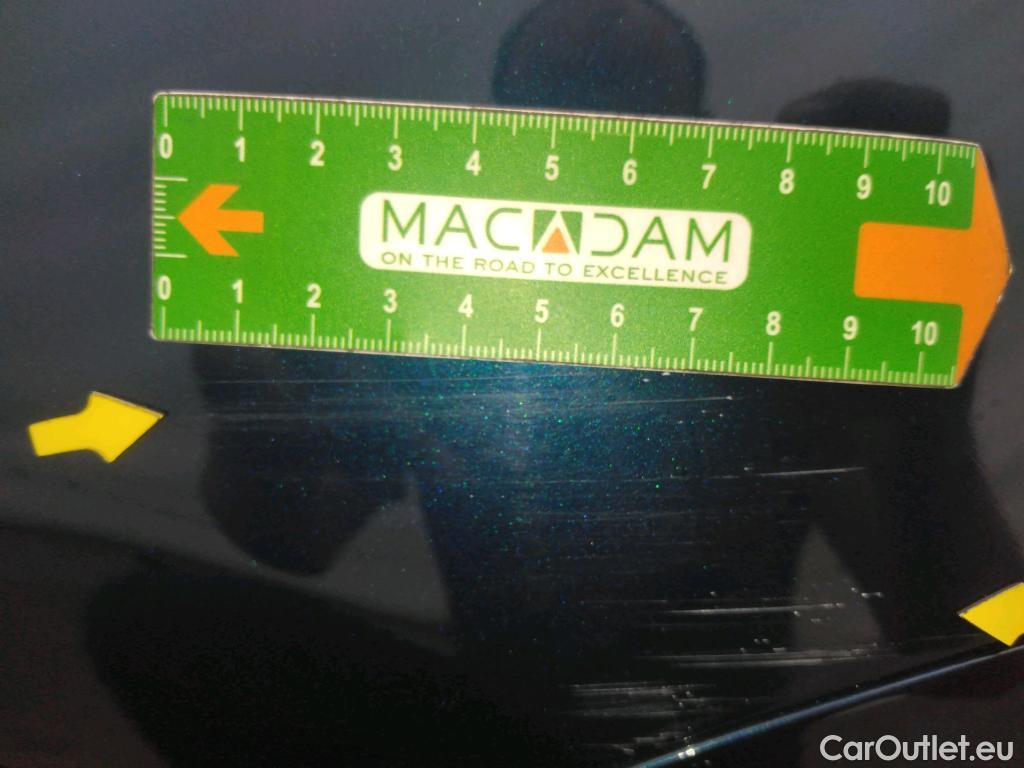 0 1 2 3 4 5 6 7 8 9 10
MACADAM
ON THE ROAD TO EXCELLENCE
0 1 2 3 4 5 6 7 8 9 10
CarOutlet.eu